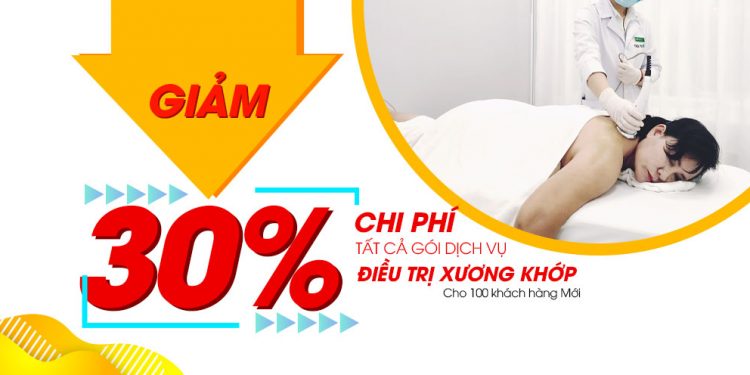 GIẢM
30%
CHI PHÍ
TẤT CẢ GÓI DỊCH VỤ
ĐIỀU TRỊ XƯƠNG KHỚP
Cho 100 khách hàng Mới